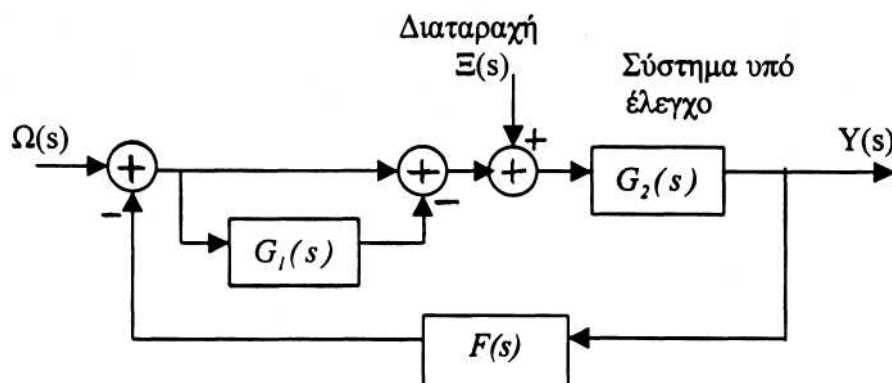 Διαταραχή
Ξ(s)
Σύστημα υπό
έλεγχο
Ω(s)
+
+
+
+
Y(s)
−
−
G₂(s)
G₁(s)
F(s)